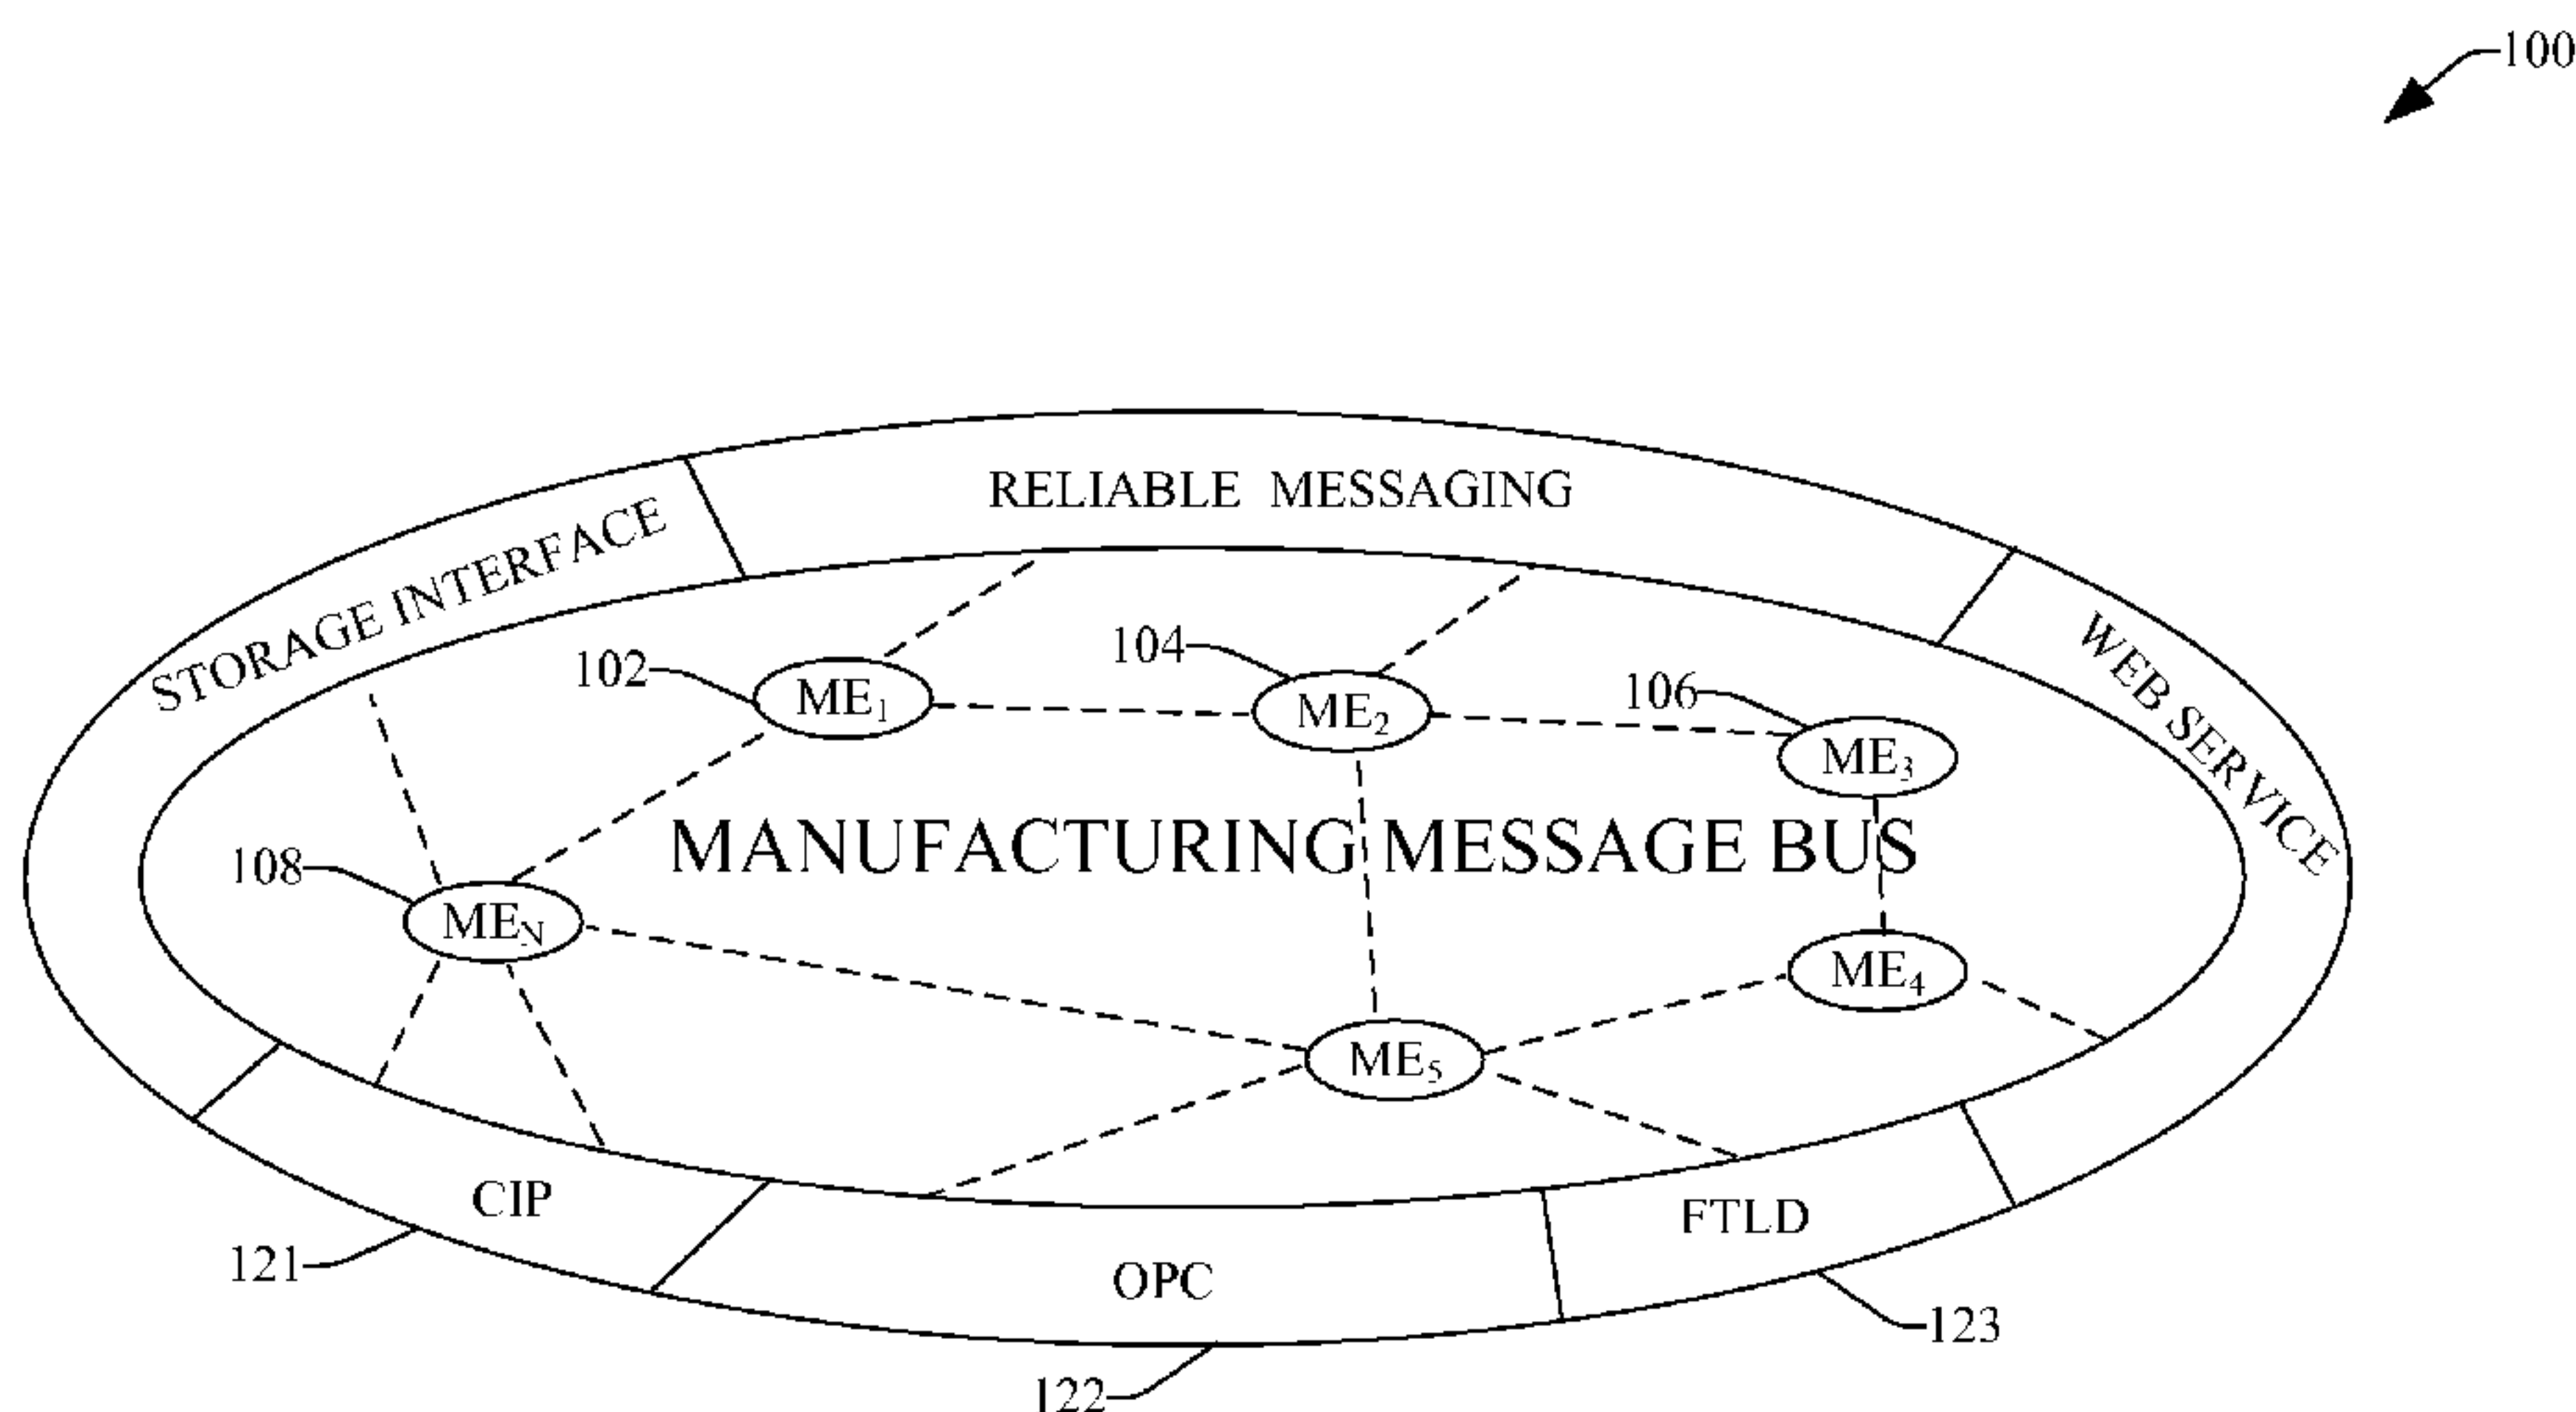 100
RELIABLE MESSAGING
STORAGE INTERFACE
WEB SERVICE
102
ME₁
104
ME₂
106
ME₃
MANUFACTURING MESSAGE BUS
108
ME_N
ME₄
ME₅
CIP
FTLD
OPC
121
122
123